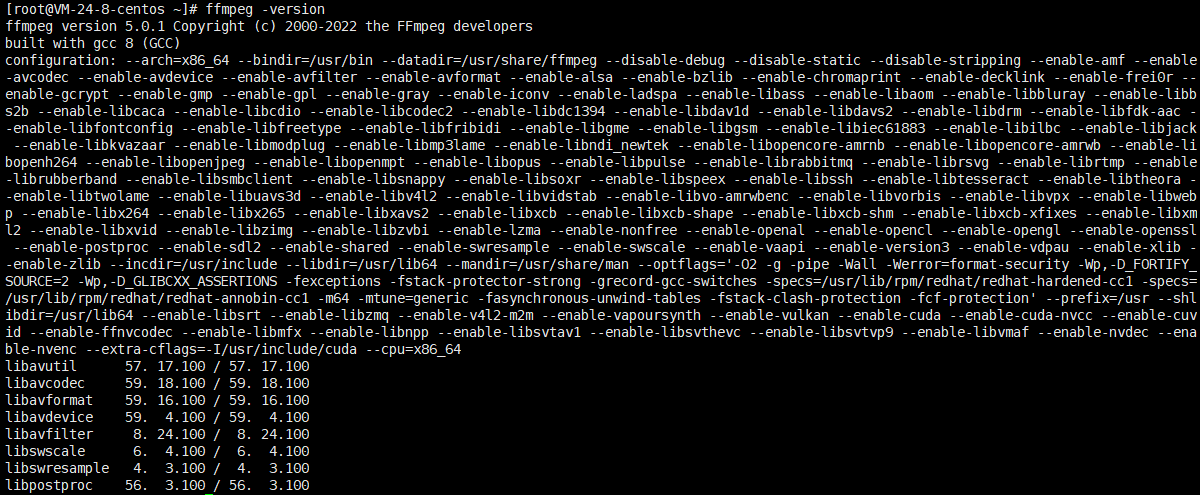 [root@VM-24-8-centos ~]# ffmpeg -version
ffmpeg version 5.0.1 Copyright (c) 2000-2022 the FFmpeg developers
built with gcc 8 (GCC)
configuration: --arch=x86_64 --bindir=/usr/bin --datadir=/usr/share/ffmpeg --disable-debug --disable-static --disable-stripping --enable-amf --enable
-avcodec --enable-avdevice --enable-avfilter --enable-avformat --enable-alsa --enable-bzlib --enable-chromaprint --enable-decklink --enable-frei0r --
enable-gcrypt --enable-gmp --enable-gpl --enable-gray --enable-iconv --enable-ladspa --enable-libass --enable-libaom --enable-libbluray --enable-libb
s2b --enable-libcaca --enable-libcdio --enable-libcodec2 --enable-libdc1394 --enable-libdav1d --enable-libdavs2 --enable-libdrm --enable-libfdk-aac -
-enable-libfontconfig --enable-libfreetype --enable-libfribidi --enable-libgme --enable-libgsm --enable-libiec61883 --enable-libilbc --enable-libjack
 --enable-libkvazaar --enable-libmodplug --enable-libmp3lame --enable-libndi_newtek --enable-libopencore-amrnb --enable-libopencore-amrwb --enable-li
bopenh264 --enable-libopenjpeg --enable-libopenmpt --enable-libopus --enable-libpulse --enable-librabbitmq --enable-librsvg --enable-librtmp --enable
-librubberband --enable-libsmbclient --enable-libsnappy --enable-libsoxr --enable-libspeex --enable-libssh --enable-libtesseract --enable-libtheora --
-enable-libtwolame --enable-libuavs3d --enable-libv4l2 --enable-libvidstab --enable-libvo-amrwbenc --enable-libvorbis --enable-libvpx --enable-libweb
p --enable-libx264 --enable-libx265 --enable-libxavs2 --enable-libxcb --enable-libxcb-shape --enable-libxcb-shm --enable-libxcb-xfixes --enable-libxm
l2 --enable-libxvid --enable-libzimg --enable-libzvbi --enable-lzma --enable-nonfree --enable-openal --enable-opencl --enable-opengl --enable-openssl
 --enable-postproc --enable-sdl2 --enable-shared --enable-swresample --enable-swscale --enable-vaapi --enable-version3 --enable-vdpau --enable-xlib -
-enable-zlib --incdir=/usr/include --libdir=/usr/lib64 --mandir=/usr/share/man --optflags='-O2 -g -pipe -Wall -Werror=format-security -Wp,-D_FORTIFY_
SOURCE=2 -Wp,-D_GLIBCXX_ASSERTIONS -fexceptions -fstack-protector-strong -grecord-gcc-switches -specs=/usr/lib/rpm/redhat/redhat-hardened-cc1 -specs=
/usr/lib/rpm/redhat/redhat-annobin-cc1 -m64 -mtune=generic -fasynchronous-unwind-tables -fstack-clash-protection -fcf-protection' --prefix=/usr --shl
ibdir=/usr/lib64 --enable-libsrt --enable-libzmq --enable-v4l2-m2m --enable-vapoursynth --enable-vulkan --enable-cuda --enable-cuda-nvcc --enable-cuv
id --enable-ffnvcodec --enable-libmfx --enable-libnpp --enable-libsvtav1 --enable-libsvthevc --enable-libsvtvp9 --enable-libvmaf --enable-nvdec --ena
ble-nvenc --extra-cflags=-I/usr/include/cuda --cpu=x86_64
libavutil      57. 17.100 / 57. 17.100
libavcodec     59. 18.100 / 59. 18.100
libavformat    59. 16.100 / 59. 16.100
libavdevice    59.  4.100 / 59.  4.100
libavfilter     8. 24.100 /  8. 24.100
libswscale      6.  4.100 /  6.  4.100
libswresample   4.  3.100 /  4.  3.100
libpostproc    56.  3.100 / 56.  3.100